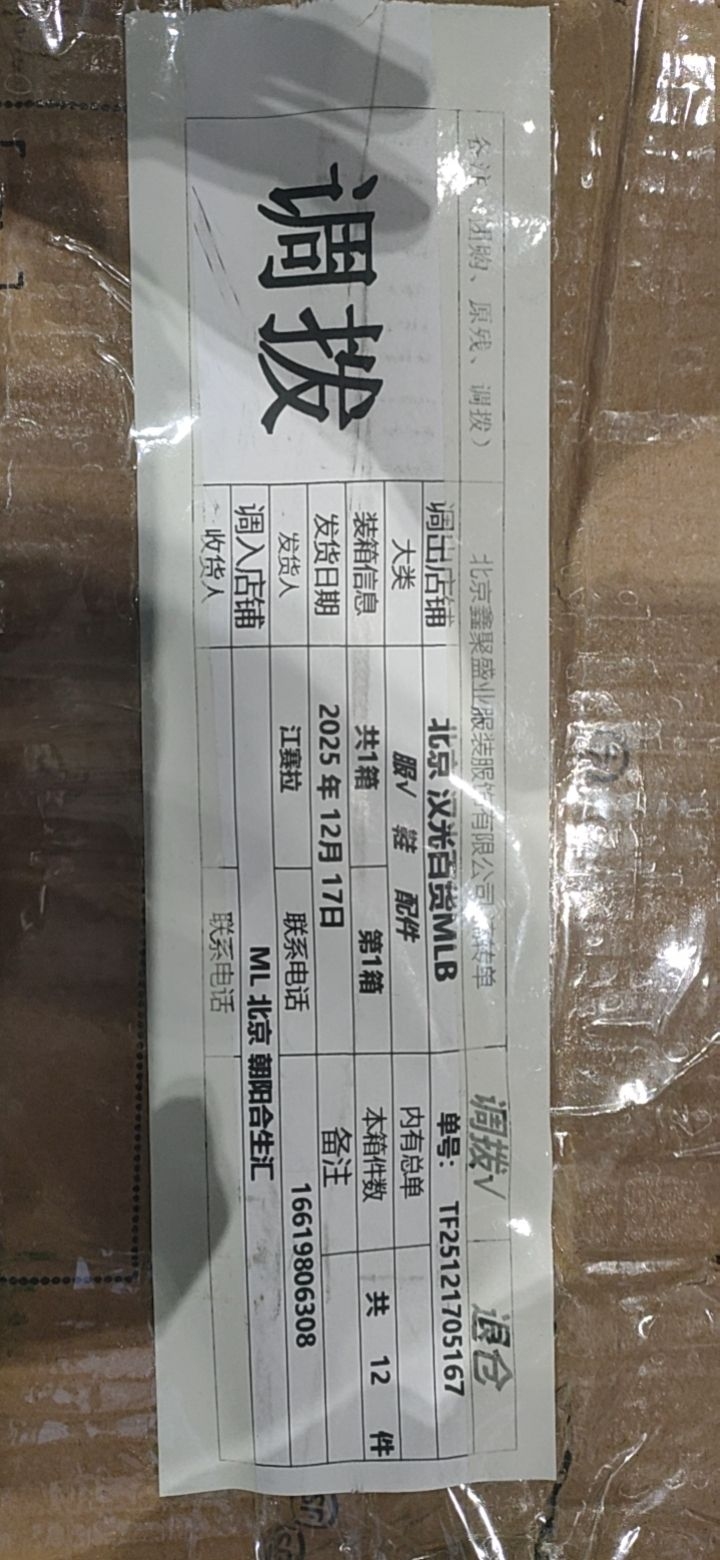 备注（团购、原残、调拨） 北京鑫聚盛业服装服饰有限公司 流转单 调拨√ 退仓
调拨
调出店铺 北京 汉光百货MLB 单号： TF25121705167
大类 服√ 鞋 配件 内有总单
装箱信息 共1箱 第1箱 本箱件数 共 12 件
发货日期 2025 年 12月 17日 备注
发货人 江赛拉 联系电话 16619806308
调入店铺 ML 北京 朝阳合生汇
收货人 联系电话